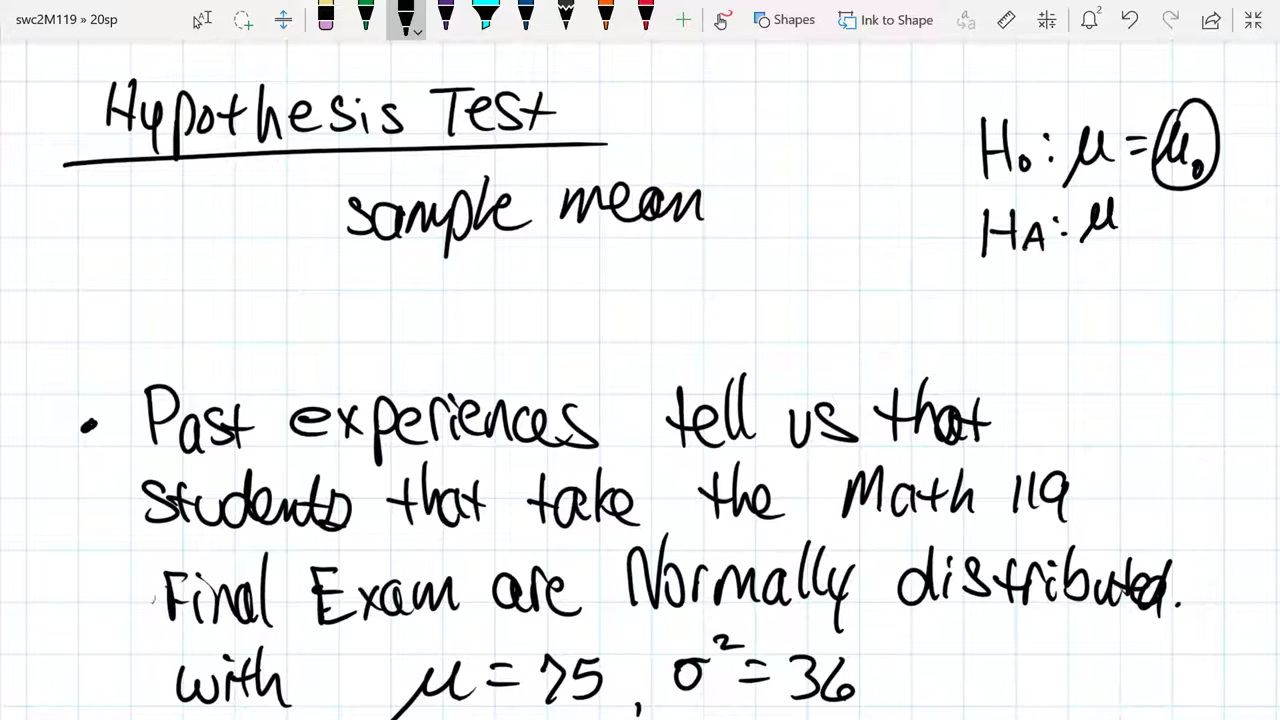 swc2M119 » 20sp
Shapes
Ink to Shape
Hypothesis Test
sample mean
H₀: μ = μ₀
H_A: μ
• Past experiences tell us that
students that take the Math 119
Final Exam are Normally distributed.
with μ = 75, σ² = 36